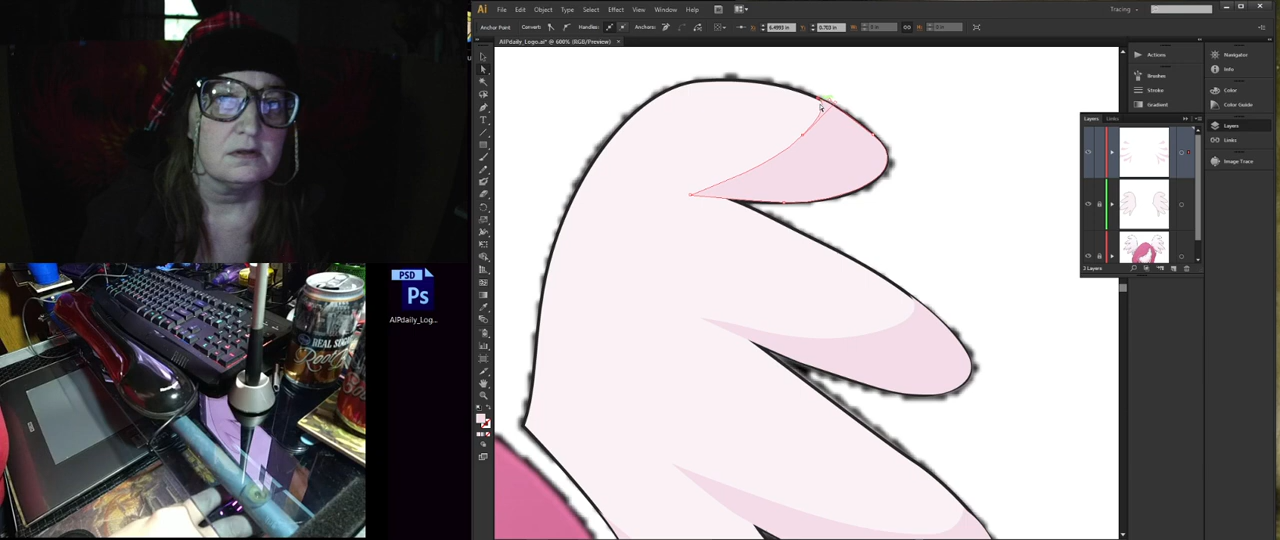 Ai File Edit Object Type Select Effect View Window Help
Tracing
Anchor Point Convert: Handles: Anchors:
AIPdaily_Logo.ai* @ 600% (RGB/Preview)
Actions
Brushes
Stroke
Gradient
Navigator
Info
Color
Color Guide
Layers
Links
Image Trace
Layers Links
3 Layers
PSD
Ps
AIPdaily_Log...
REAL SUGAR
Root